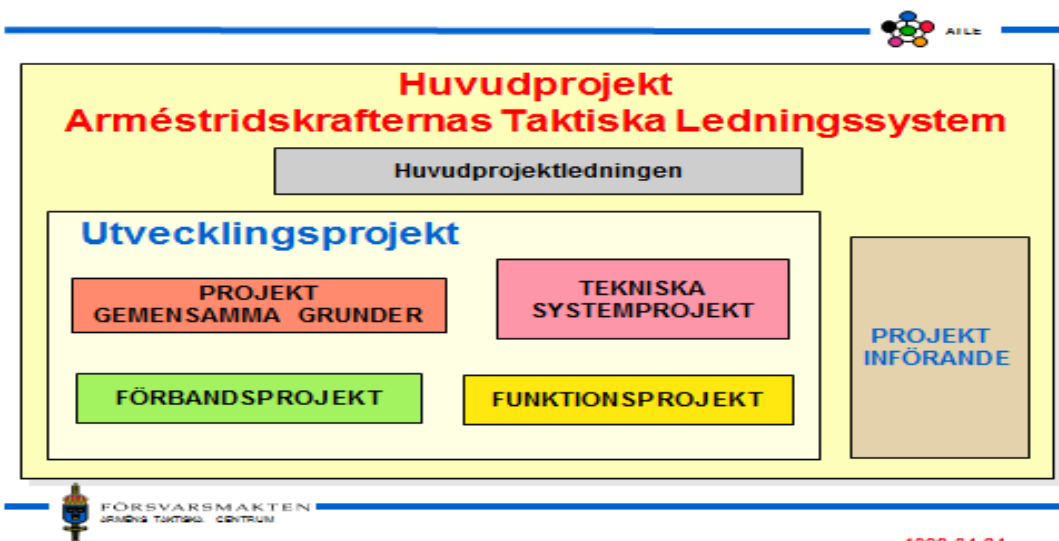 Huvudprojekt
Arméstridskrafternas Taktiska Ledningssystem
Huvudprojektledningen
Utvecklingsprojekt
PROJEKT
GEMENSAMMA GRUNDER
TEKNISKA
SYSTEMPROJEKT
PROJEKT
INFÖRANDE
FÖRBANDSPROJEKT
FUNKTIONSPROJEKT
FÖRSVARSMAKTEN
ARMÉNS TAKTISKA CENTRUM